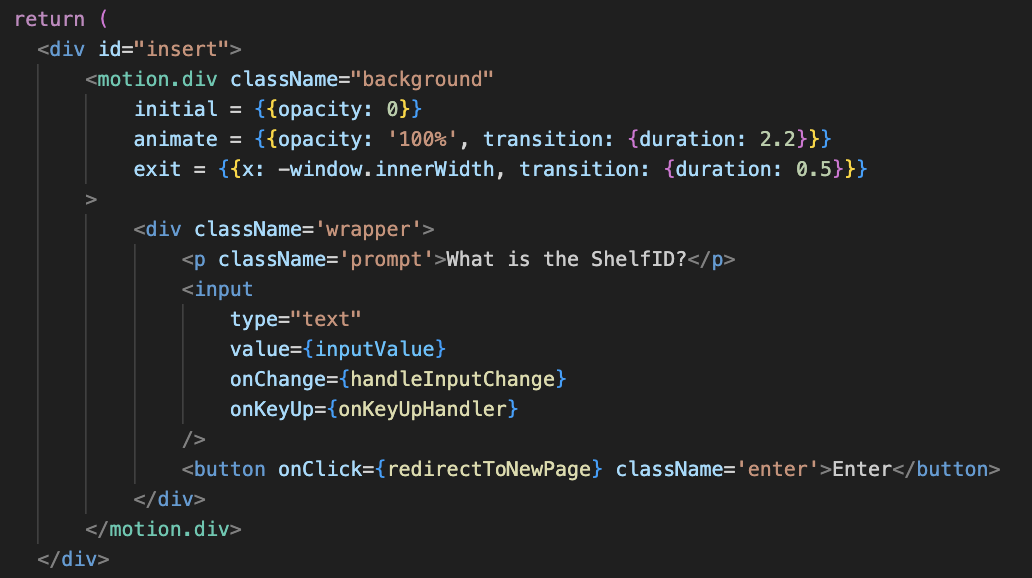 return (
<div id="insert">
<motion.div className="background"
initial = {{opacity: 0}}
animate = {{opacity: '100%', transition: {duration: 2.2}}}
exit = {{x: -window.innerWidth, transition: {duration: 0.5}}}
>
<div className='wrapper'>
<p className='prompt'>What is the ShelfID?</p>
<input
type="text"
value={inputValue}
onChange={handleInputChange}
onKeyUp={onKeyUpHandler}
/>
<button onClick={redirectToNewPage} className='enter'>Enter</button>
</div>
</motion.div>
</div>